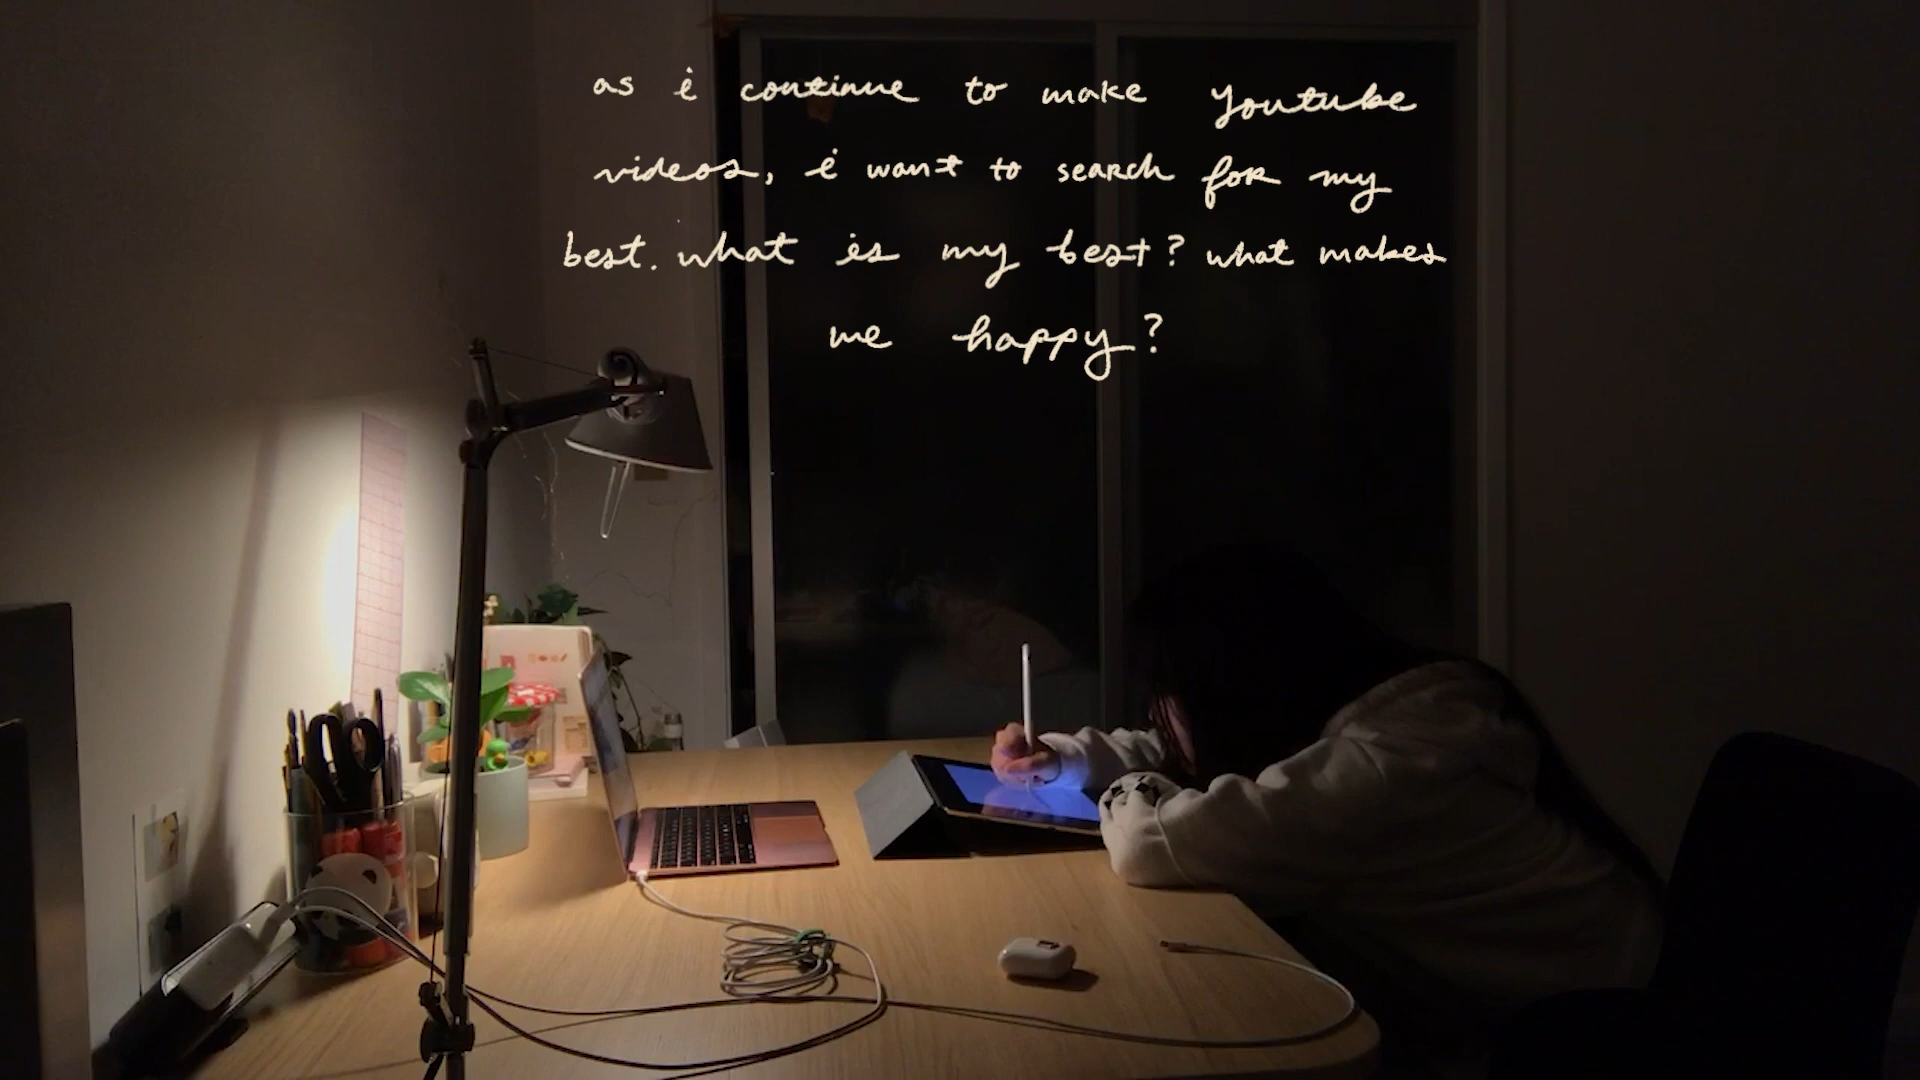 as i continue to make Youtube
videos, i want to search for my
best. what is my best? what makes
me happy?